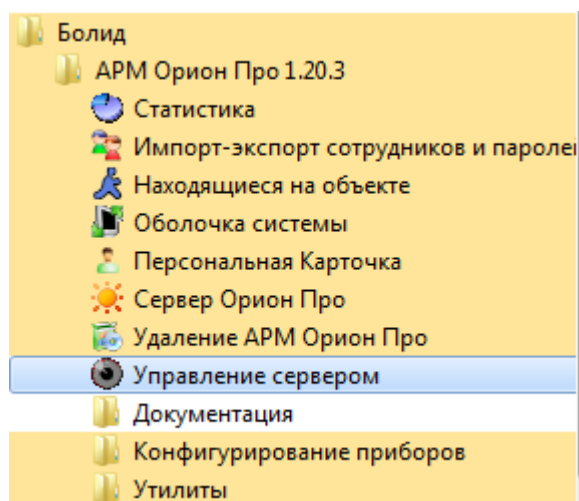 Болид
АРМ Орион Про 1.20.3
Статистика
Импорт-экспорт сотрудников и пароле
Находящиеся на объекте
Оболочка системы
Персональная Карточка
Сервер Орион Про
Удаление АРМ Орион Про
Управление сервером
Документация
Конфигурирование приборов
Утилиты